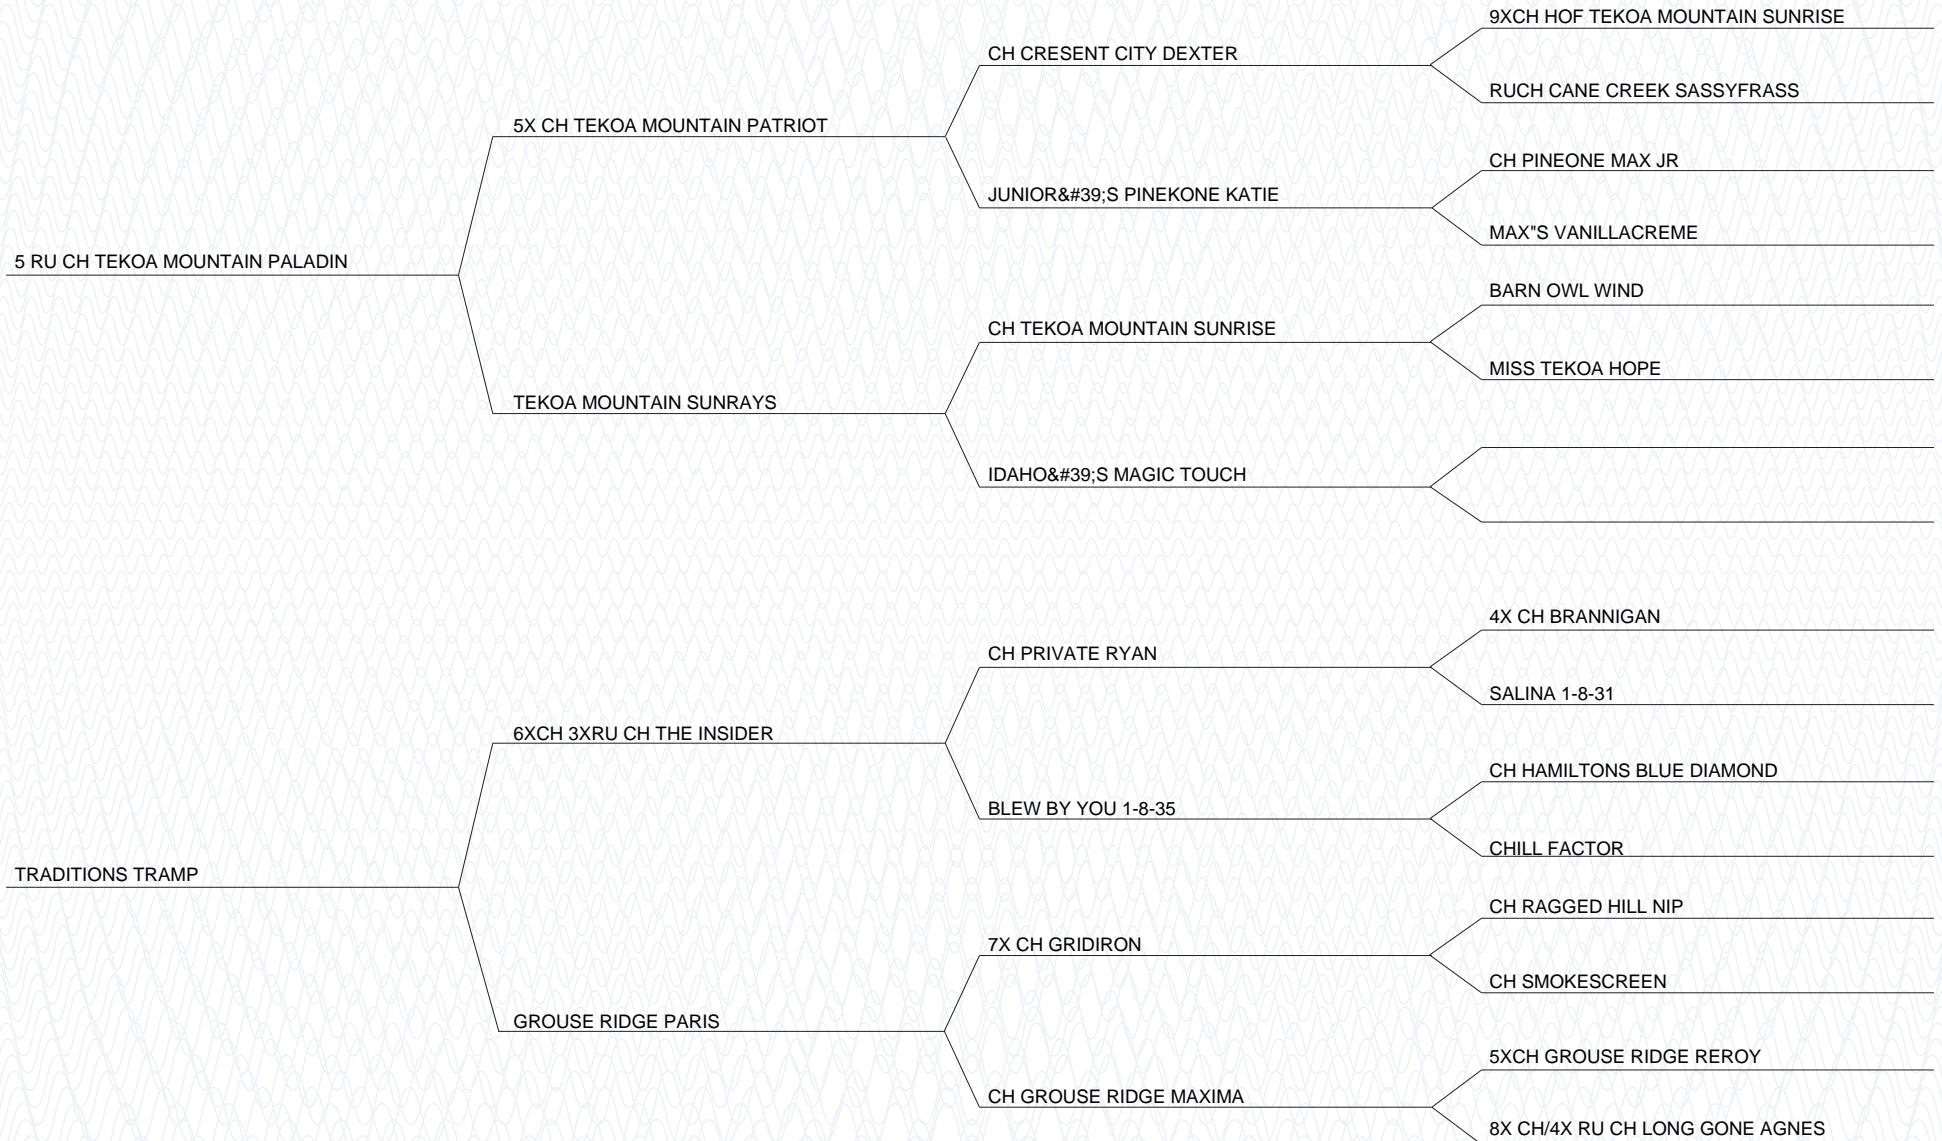 9XCH HOF TEKOA MOUNTAIN SUNRISE
CH CRESENT CITY DEXTER
RUCH CANE CREEK SASSYFRASS
5X CH TEKOA MOUNTAIN PATRIOT
CH PINEONE MAX JR
JUNIOR&#39;S PINEKONE KATIE
MAX"S VANILLACREME
5 RU CH TEKOA MOUNTAIN PALADIN
BARN OWL WIND
CH TEKOA MOUNTAIN SUNRISE
MISS TEKOA HOPE
TEKOA MOUNTAIN SUNRAYS
IDAHO&#39;S MAGIC TOUCH
4X CH BRANNIGAN
CH PRIVATE RYAN
SALINA 1-8-31
6XCH 3XRU CH THE INSIDER
CH HAMILTONS BLUE DIAMOND
BLEW BY YOU 1-8-35
CHILL FACTOR
TRADITIONS TRAMP
CH RAGGED HILL NIP
7X CH GRIDIRON
CH SMOKESCREEN
GROUSE RIDGE PARIS
5XCH GROUSE RIDGE REROY
CH GROUSE RIDGE MAXIMA
8X CH/4X RU CH LONG GONE AGNES